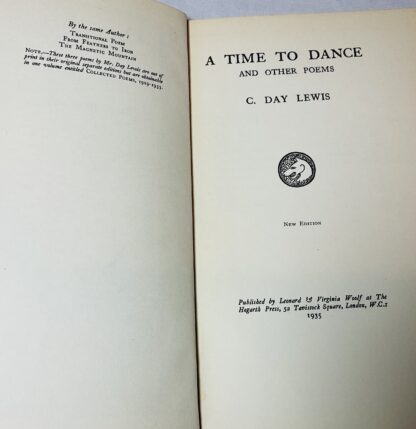 By the same Author:
TRANSITIONAL POEM
FROM FEATHERS TO IRON
THE MAGNETIC MOUNTAIN
NOTE.—These three poems by Mr. Day Lewis are out of
print in their original separate editions but are obtainable
in one volume entitled COLLECTED POEMS, 1929-1933.
A TIME TO DANCE
AND OTHER POEMS
C. DAY LEWIS
NEW EDITION
Published by Leonard & Virginia Woolf at The
Hogarth Press, 52 Tavistock Square, London, W.C.1
1935